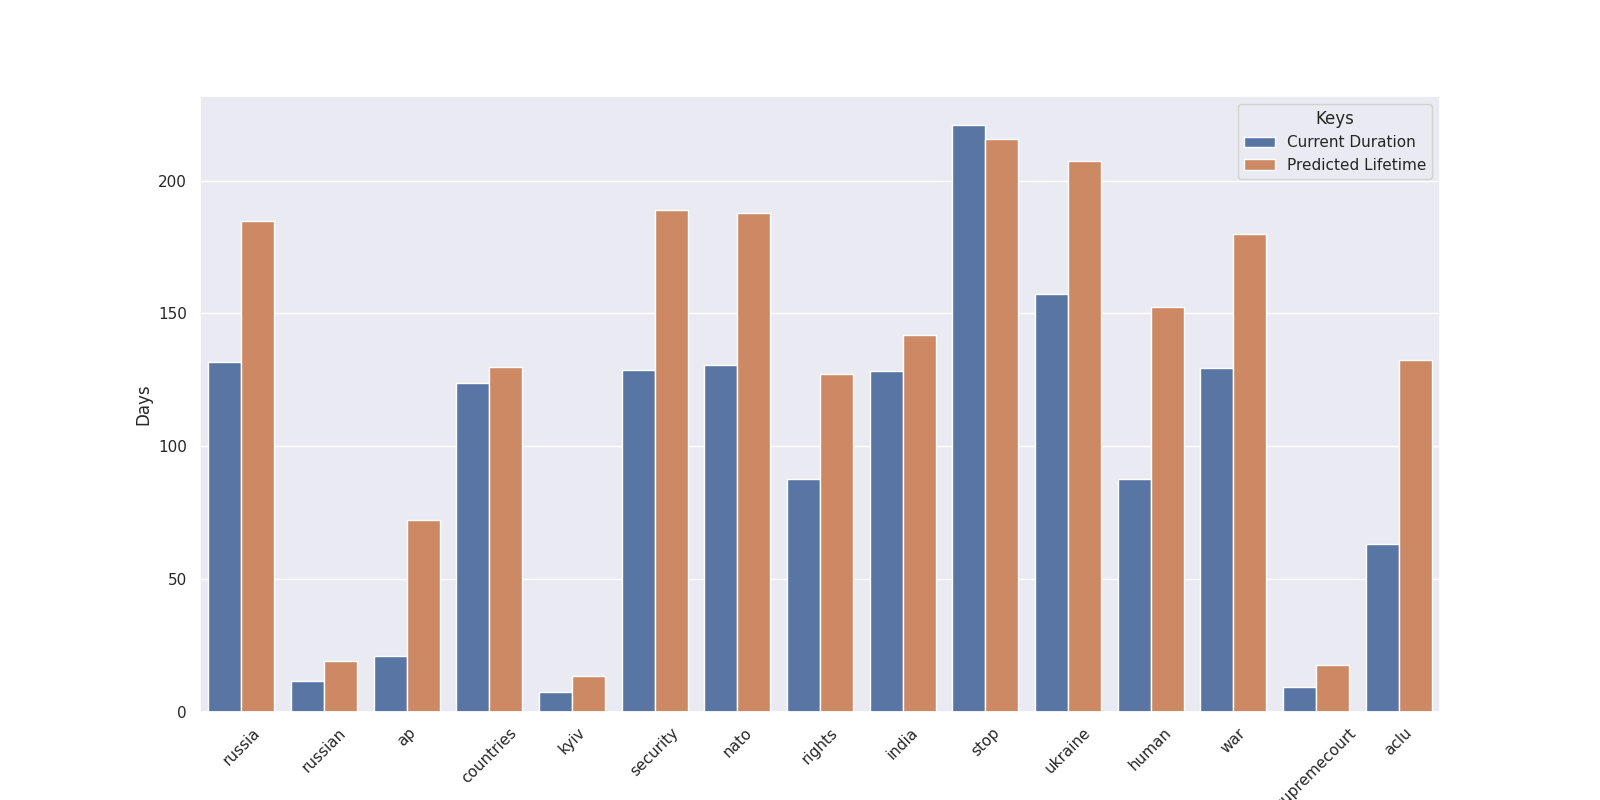 Keys
Current Duration
Predicted Lifetime
Days
200
150
100
50
0
russia
russian
ap
countries
kyiv
security
nato
rights
india
stop
ukraine
human
war
upremecourt
aclu